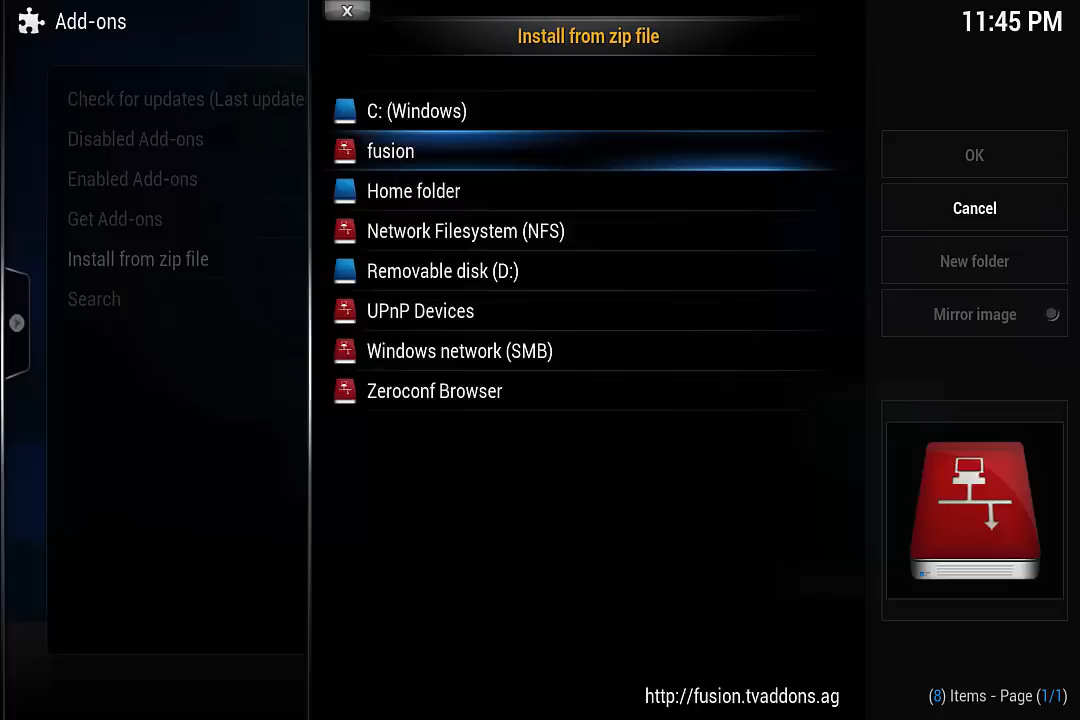 Add-ons
X
Install from zip file
11:45 PM
Check for updates (Last update
Disabled Add-ons
Enabled Add-ons
Get Add-ons
Install from zip file
Search
C: (Windows)
fusion
Home folder
Network Filesystem (NFS)
Removable disk (D:)
UPnP Devices
Windows network (SMB)
Zeroconf Browser
OK
Cancel
New folder
Mirror image
http://fusion.tvaddons.ag
(8) Items - Page (1/1)